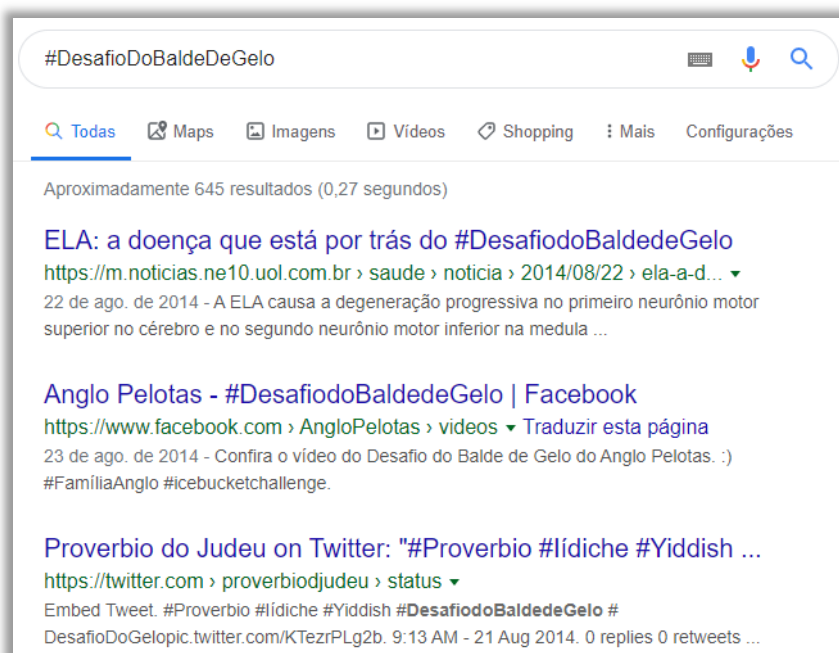 #DesafioDoBaldeDeGelo
Todas Maps Imagens Vídeos Shopping Mais Configurações
Aproximadamente 645 resultados (0,27 segundos)
ELA: a doença que está por trás do #DesafiodoBaldedeGelo
https://m.noticias.ne10.uol.com.br › saude › noticia › 2014/08/22 › ela-a-d...
22 de ago. de 2014 - A ELA causa a degeneração progressiva no primeiro neurônio motor
superior no cérebro e no segundo neurônio motor inferior na medula ...
Anglo Pelotas - #DesafiodoBaldedeGelo | Facebook
https://www.facebook.com › AngloPelotas › videos Traduzir esta página
23 de ago. de 2014 - Confira o vídeo do Desafio do Balde de Gelo do Anglo Pelotas. :)
#FamíliaAnglo #icebucketchallenge.
Proverbio do Judeu on Twitter: "#Proverbio #Iídiche #Yiddish ...
https://twitter.com › proverbiodjudeu › status
Embed Tweet. #Proverbio #Iídiche #Yiddish #DesafiodoBaldedeGelo #
DesafioDoGelopic.twitter.com/KTezrPLg2b. 9:13 AM - 21 Aug 2014. 0 replies 0 retweets ...